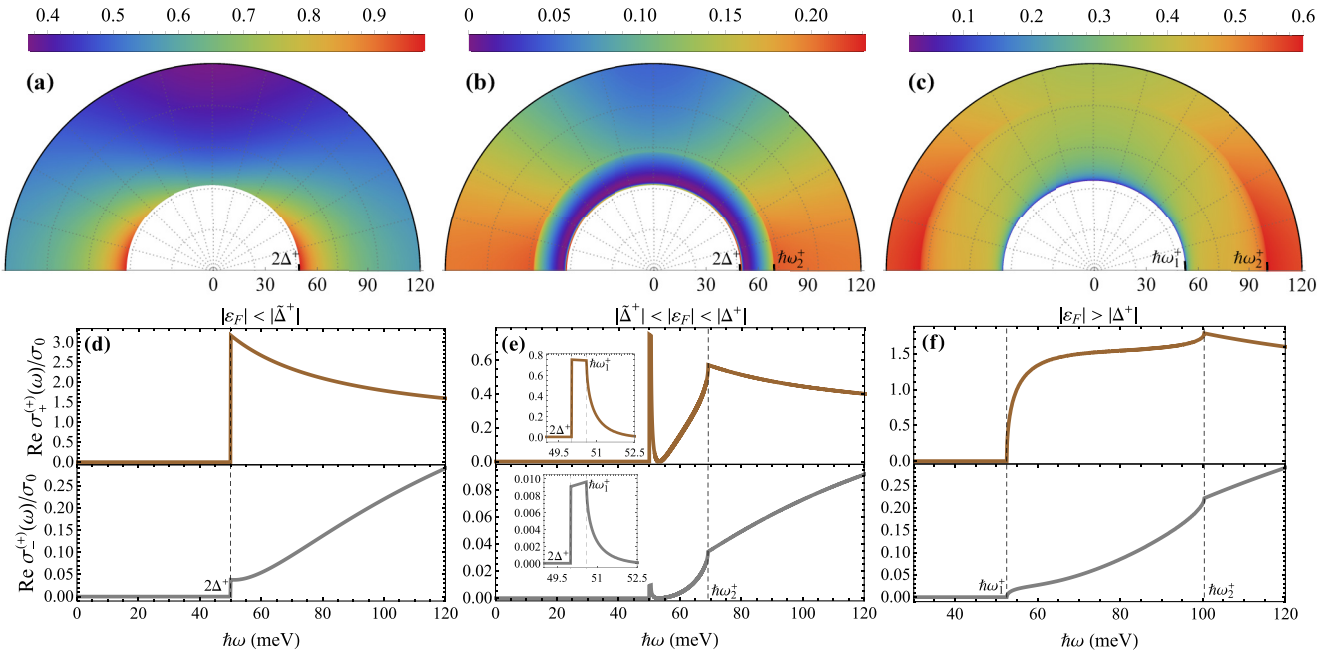 0.4 0.5 0.6 0.7 0.8 0.9
0 0.05 0.10 0.15 0.20
0.1 0.2 0.3 0.4 0.5 0.6
(a)
(b)
(c)
2Δ⁺
2Δ⁺ ħω₂⁺
ħω₁⁺ ħω₂⁺
0 30 60 90 120
0 30 60 90 120
0 30 60 90 120
|ε_F| < |Δ̃⁺|
|Δ̃⁺| < |ε_F| < |Δ⁺|
|ε_F| > |Δ⁺|
(d)
Re σ₊⁽⁺⁾(ω)/σ₀
3.0
2.5
2.0
1.5
1.0
0.5
0.0
(e)
0.6
0.4
0.2
0.0
0.8
0.6
0.4
0.2
0.0
ħω₁⁺
2Δ⁺
49.5 51 52.5
(f)
1.5
1.0
0.5
0.0
Re σ₋⁽⁺⁾(ω)/σ₀
0.25
0.20
0.15
0.10
0.05
0.00
2Δ⁺
0 20 40 60 80 100 120
ħω (meV)
0.08
0.06
0.04
0.02
0.00
0.010
0.008
0.006
0.004
0.002
0.000
ħω₁⁺
2Δ⁺
49.5 51 52.5
ħω₂⁺
0 20 40 60 80 100 120
ħω (meV)
0.25
0.20
0.15
0.10
0.05
0.00
ħω₁⁺
ħω₂⁺
40 60 80 100 120
ħω (meV)